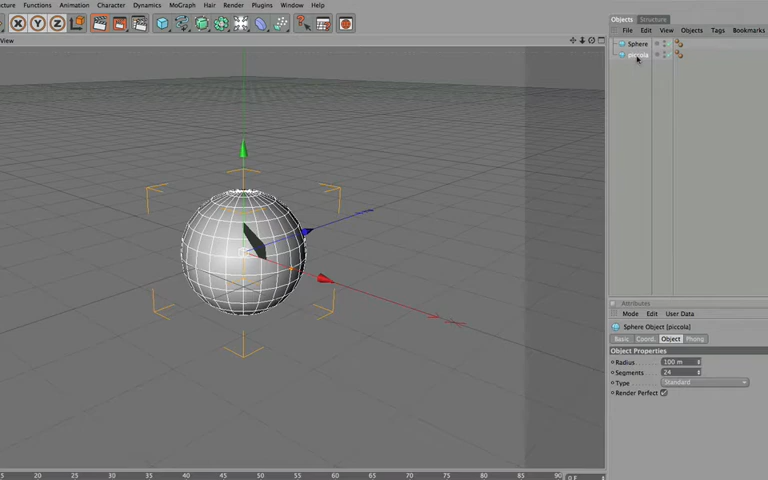 cture Functions Animation Character Dynamics MoGraph Hair Render Plugins Window Help
X Y Z
View
Objects Structure
File Edit View Objects Tags Bookmarks
Sphere
piccola
Attributes
Mode Edit User Data
Sphere Object [piccola]
Basic Coord. Object Phong
Object Properties
Radius 100 m
Segments 24
Type Standard
Render Perfect
5 20 25 30 35 40 45 50 55 60 65 70 75 80 85 90 0 F